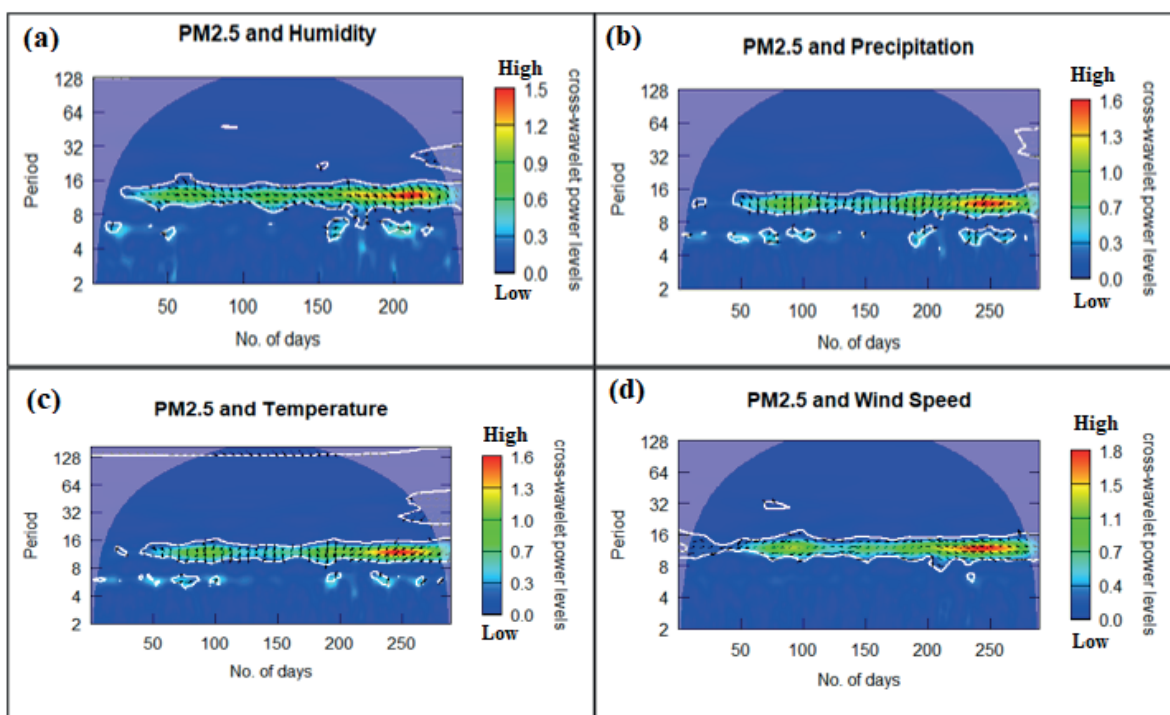 (a)
PM2.5 and Humidity
High
128
64
32
16
8
4
2
Period
50
100
150
200
No. of days
1.5
1.2
0.9
0.6
0.3
0.0
Low
cross-wavelet power levels
(b)
PM2.5 and Precipitation
High
128
64
32
16
8
4
2
Period
50
100
150
200
250
No. of days
1.6
1.3
1.0
0.7
0.3
0.0
Low
cross-wavelet power levels
(c)
PM2.5 and Temperature
High
128
64
32
16
8
4
2
Period
50
100
150
200
250
No. of days
1.6
1.3
1.0
0.7
0.3
0.0
Low
cross-wavelet power levels
(d)
PM2.5 and Wind Speed
High
128
64
32
16
8
4
2
Period
50
100
150
200
250
No. of days
1.8
1.5
1.1
0.7
0.4
0.0
Low
cross-wavelet power levels